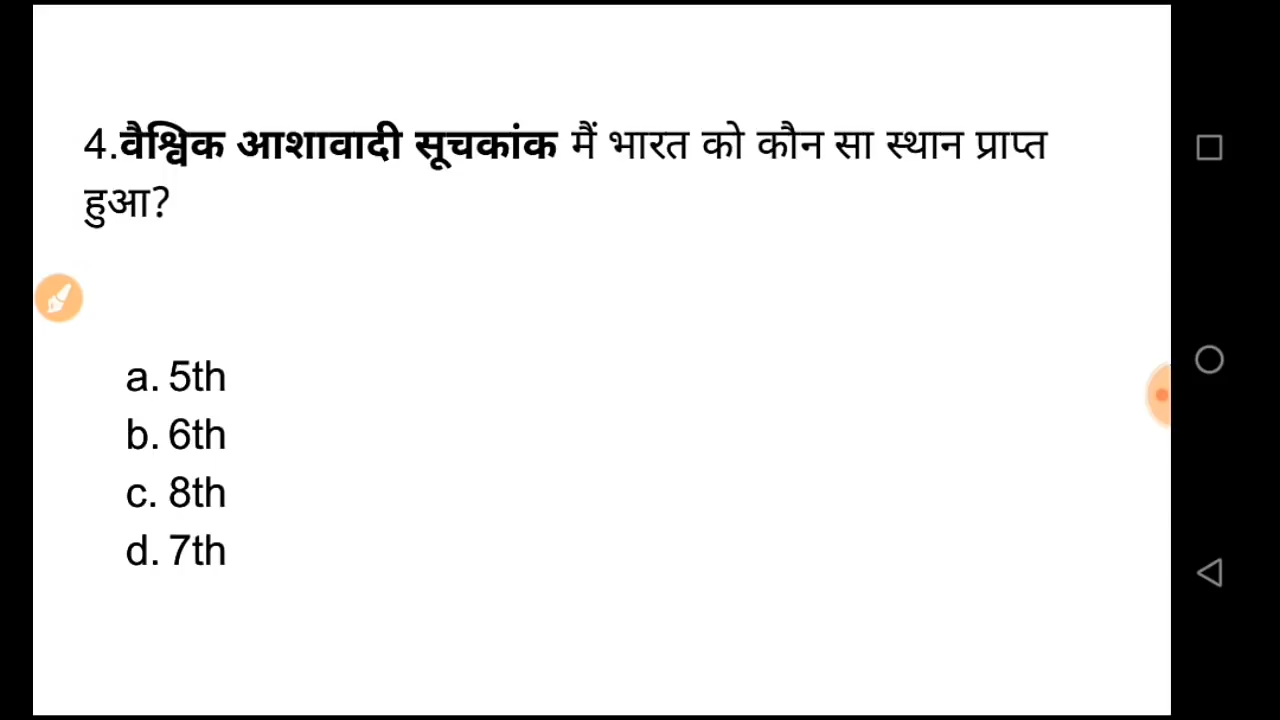 4.वैश्विक आशावादी सूचकांक मैं भारत को कौन सा स्थान प्राप्त
हुआ?
a. 5th
b. 6th
c. 8th
d. 7th